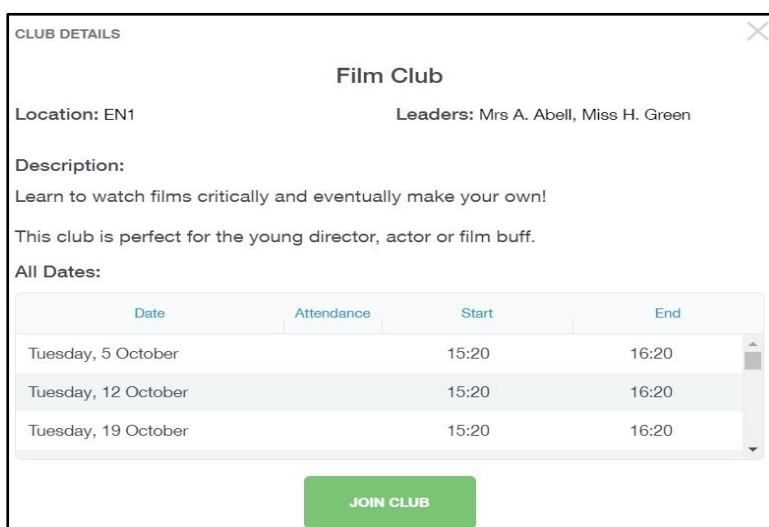 CLUB DETAILS
Film Club
Location: EN1 Leaders: Mrs A. Abell, Miss H. Green
Description:
Learn to watch films critically and eventually make your own!
This club is perfect for the young director, actor or film buff.
All Dates:
Date Attendance Start End
Tuesday, 5 October 15:20 16:20
Tuesday, 12 October 15:20 16:20
Tuesday, 19 October 15:20 16:20
JOIN CLUB